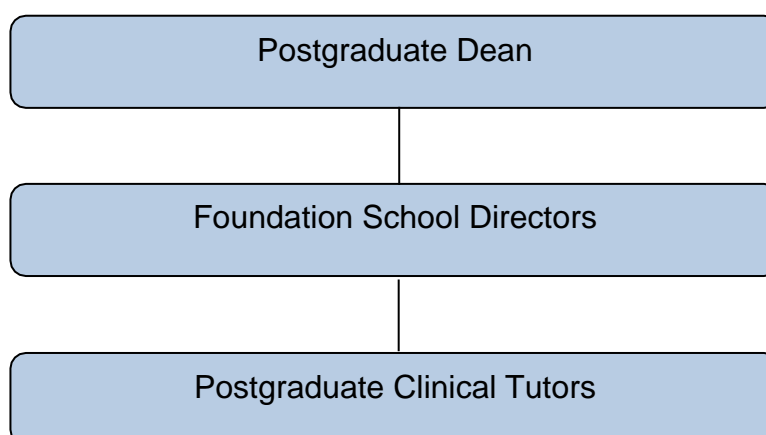 Postgraduate Dean
Foundation School Directors
Postgraduate Clinical Tutors